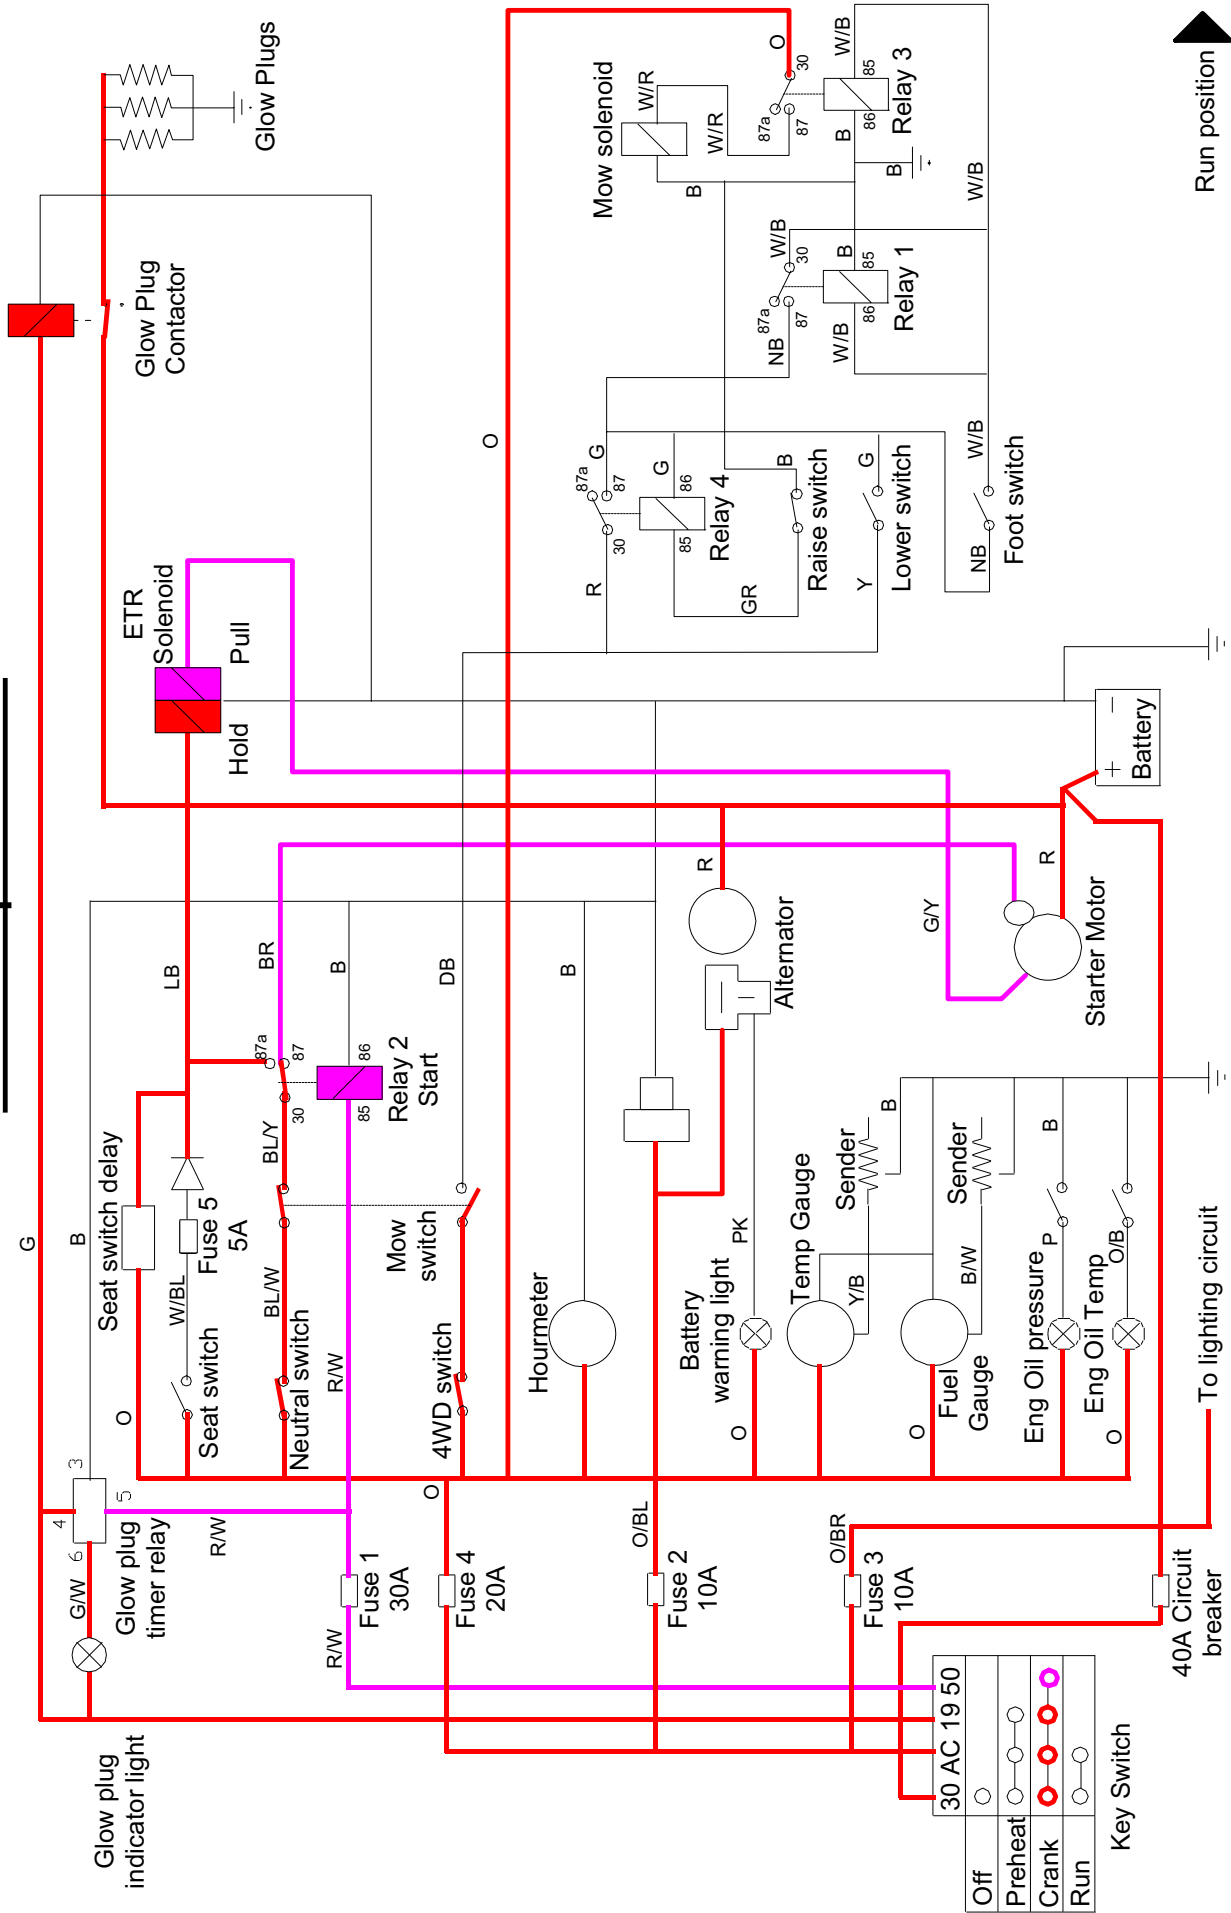 Glow plug
indicator light
G/W
6
4
3
5
Glow plug
timer relay
R/W
G
B
Seat switch delay
O
W/BL
Seat switch
Fuse 5
5A
BL/W
Neutral switch
BL/Y
30
87a
87
LB
BR
85
86
Relay 2
Start
B
R/W
R/W
Fuse 1
30A
4WD switch
Mow
switch
DB
O
Fuse 4
20A
Hourmeter
B
O/BL
Fuse 2
10A
Battery
warning light
O
PK
Alternator
R
Temp Gauge
Y/B
Sender
B
Fuel
Gauge
O
B/W
Sender
Eng Oil pressure
P
B
Eng Oil Temp
O
O/B
O/BR
Fuse 3
10A
To lighting circuit
40A Circuit
breaker
30 AC 19 50
Off
Preheat
Crank
Run
Key Switch
Starter Motor
G/Y
R
Battery
+
-
Hold
Pull
ETR
Solenoid
Glow Plug
Contactor
Glow Plugs
O
R
30
87a
87
G
G
85
86
Relay 4
GR
B
Raise switch
Y
G
Lower switch
NB
W/B
Foot switch
NB
87a
87
30
W/B
W/B
B
86
85
Relay 1
Mow solenoid
W/R
W/R
B
O
30
87a
87
B
W/B
86
85
Relay 3
B
W/B
Run position